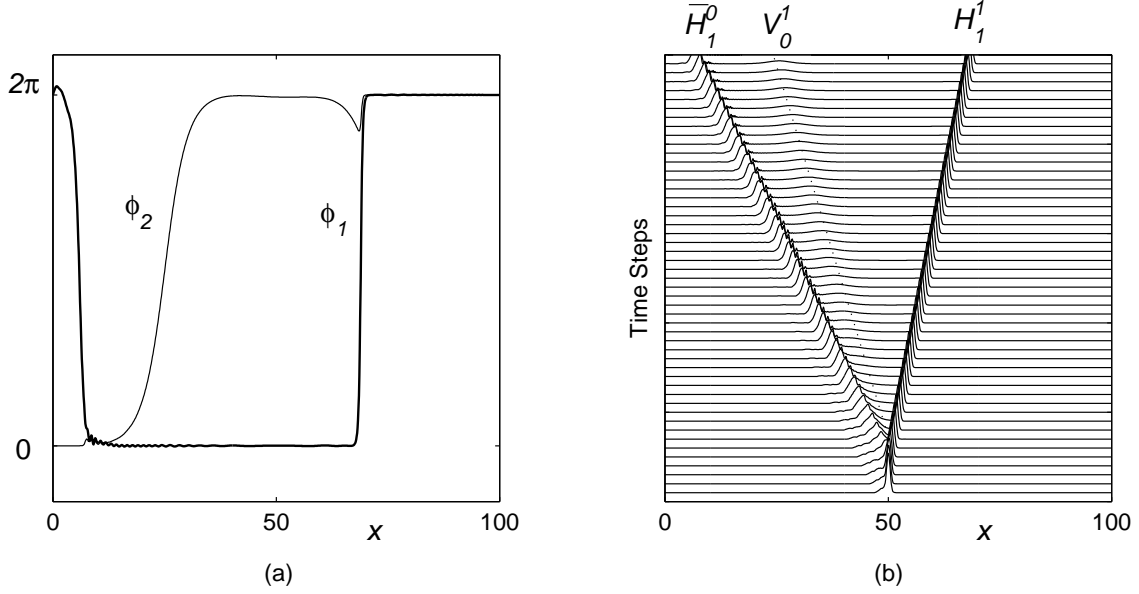 2π
0
ϕ2
ϕ1
0 50 100
x
(a)
H̅₁⁰ V₀¹ H₁¹
Time Steps
0 50 100
x
(b)